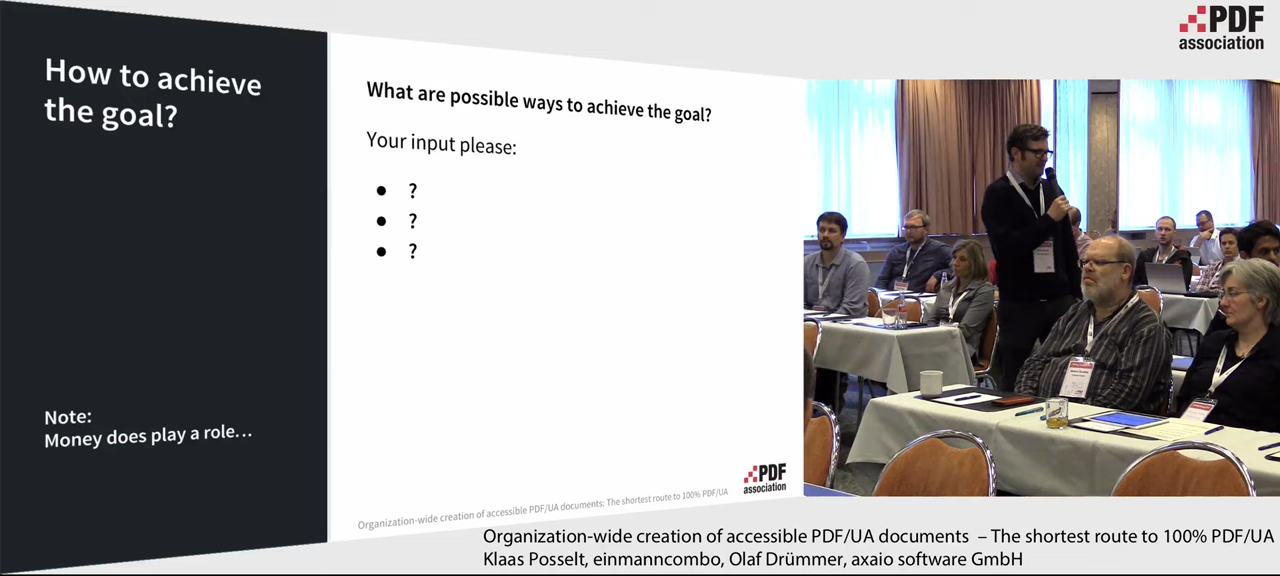 How to achieve
the goal?
Note:
Money does play a role…
What are possible ways to achieve the goal?
Your input please:
● ?
● ?
● ?
PDF
association
Organization-wide creation of accessible PDF/UA documents: The shortest route to 100% PDF/UA
PDF
association
Organization-wide creation of accessible PDF/UA documents – The shortest route to 100% PDF/UA
Klaas Posselt, einmanncombo, Olaf Drümmer, axaio software GmbH